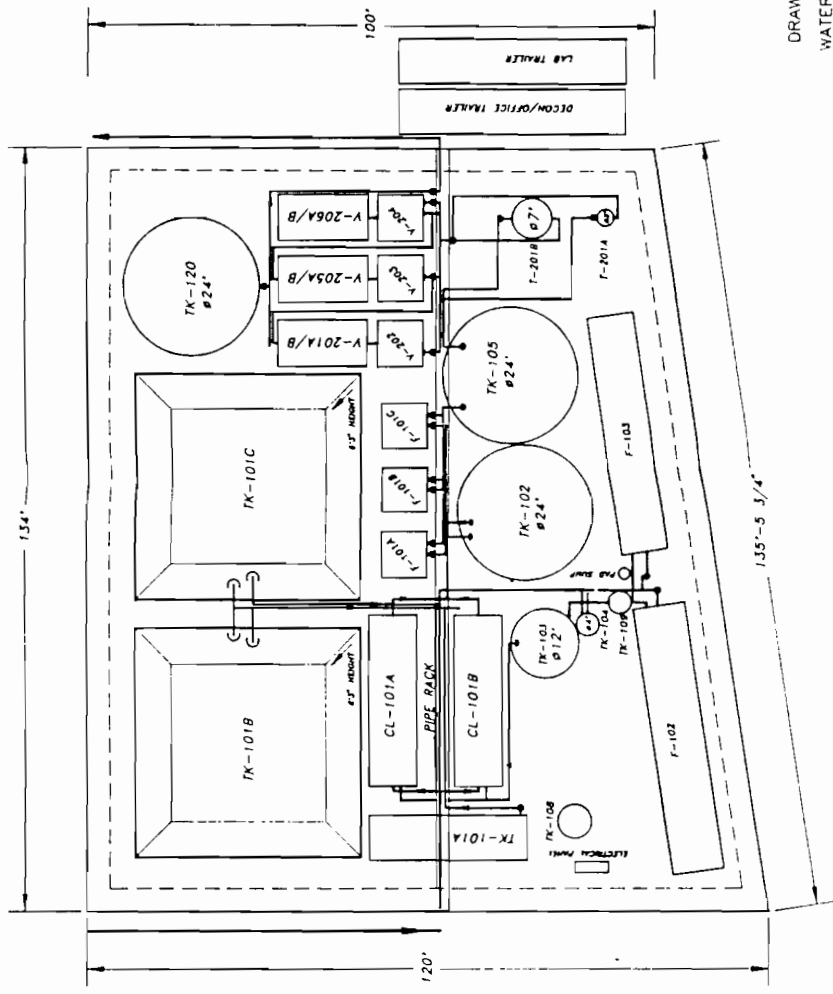 134'
100'
120'
135'-5 3/4"
LAB TRAILER
DECON/OFFICE TRAILER
TK-120
ø24'
V-206A/B
V-204
V-205A/B
V-203
V-201A/B
V-202
TK-101C
6'3" HEIGHT
TK-101B
6'3" HEIGHT
F-101C
F-101B
F-101A
CL-101A
PIPE RACK
CL-101B
TK-101A
ø7'
T-201B
T-201A
TK-105
ø24'
TK-102
ø24'
F-103
PAD SUMP
TK-103
ø12'
TK-104
TK-109
F-102
TK-108
ELECTRICAL PANEL
DRAW
WATER